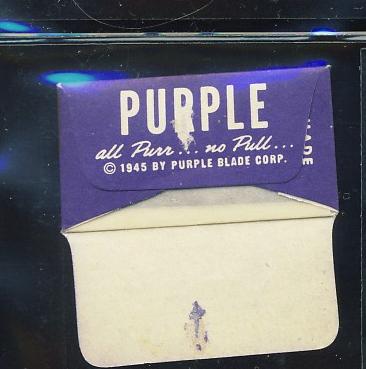 PURPLE
all Purr... no Pull...
© 1945 BY PURPLE BLADE CORP.